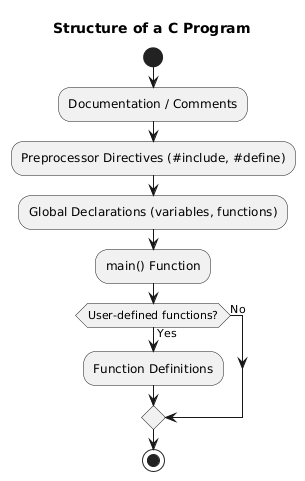 Structure of a C Program
Documentation / Comments
Preprocessor Directives (#include, #define)
Global Declarations (variables, functions)
main() Function
User-defined functions?
No
Yes
Function Definitions